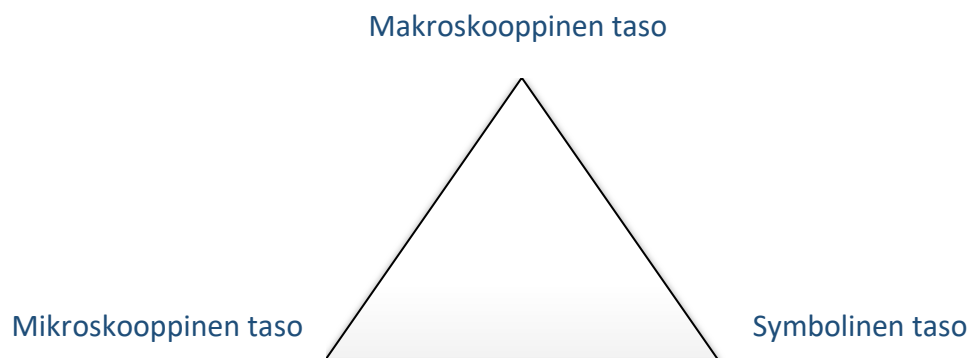 Makroskooppinen taso
Mikroskooppinen taso
Symbolinen taso